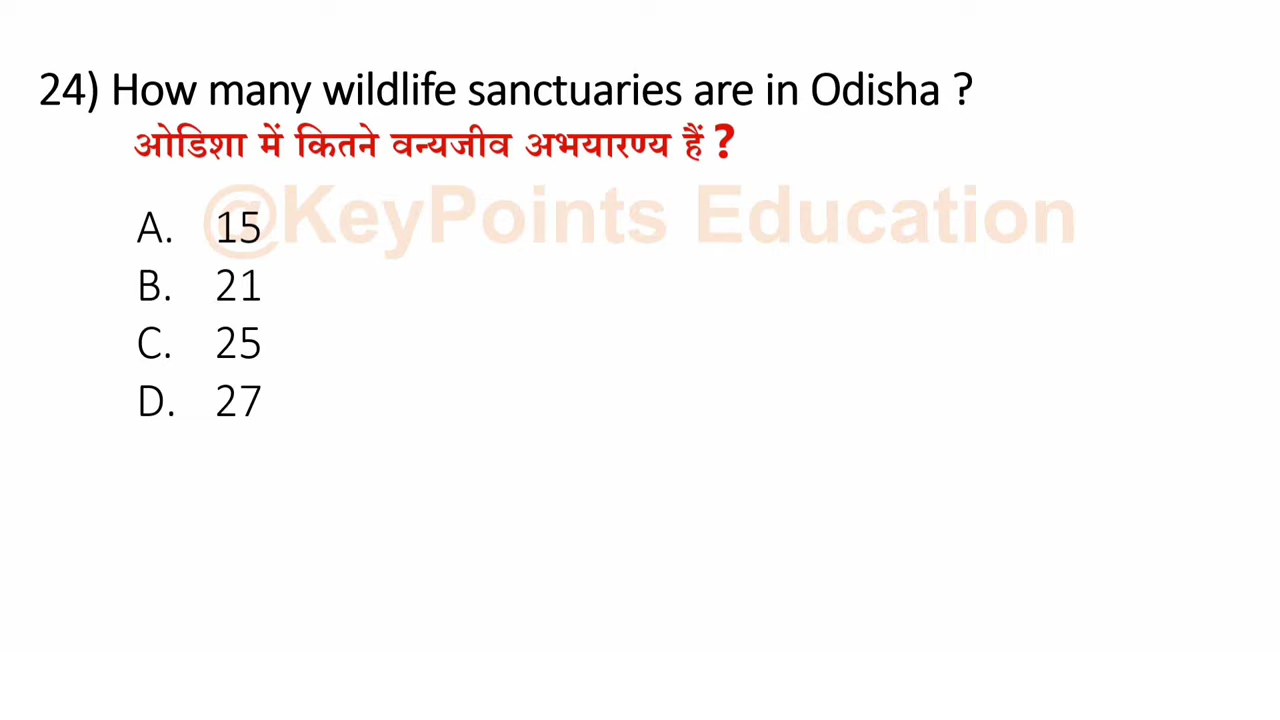 24) How many wildlife sanctuaries are in Odisha ?
ओडिशा में कितने वन्यजीव अभयारण्य हैं ?
@KeyPoints Education
A. 15
B. 21
C. 25
D. 27